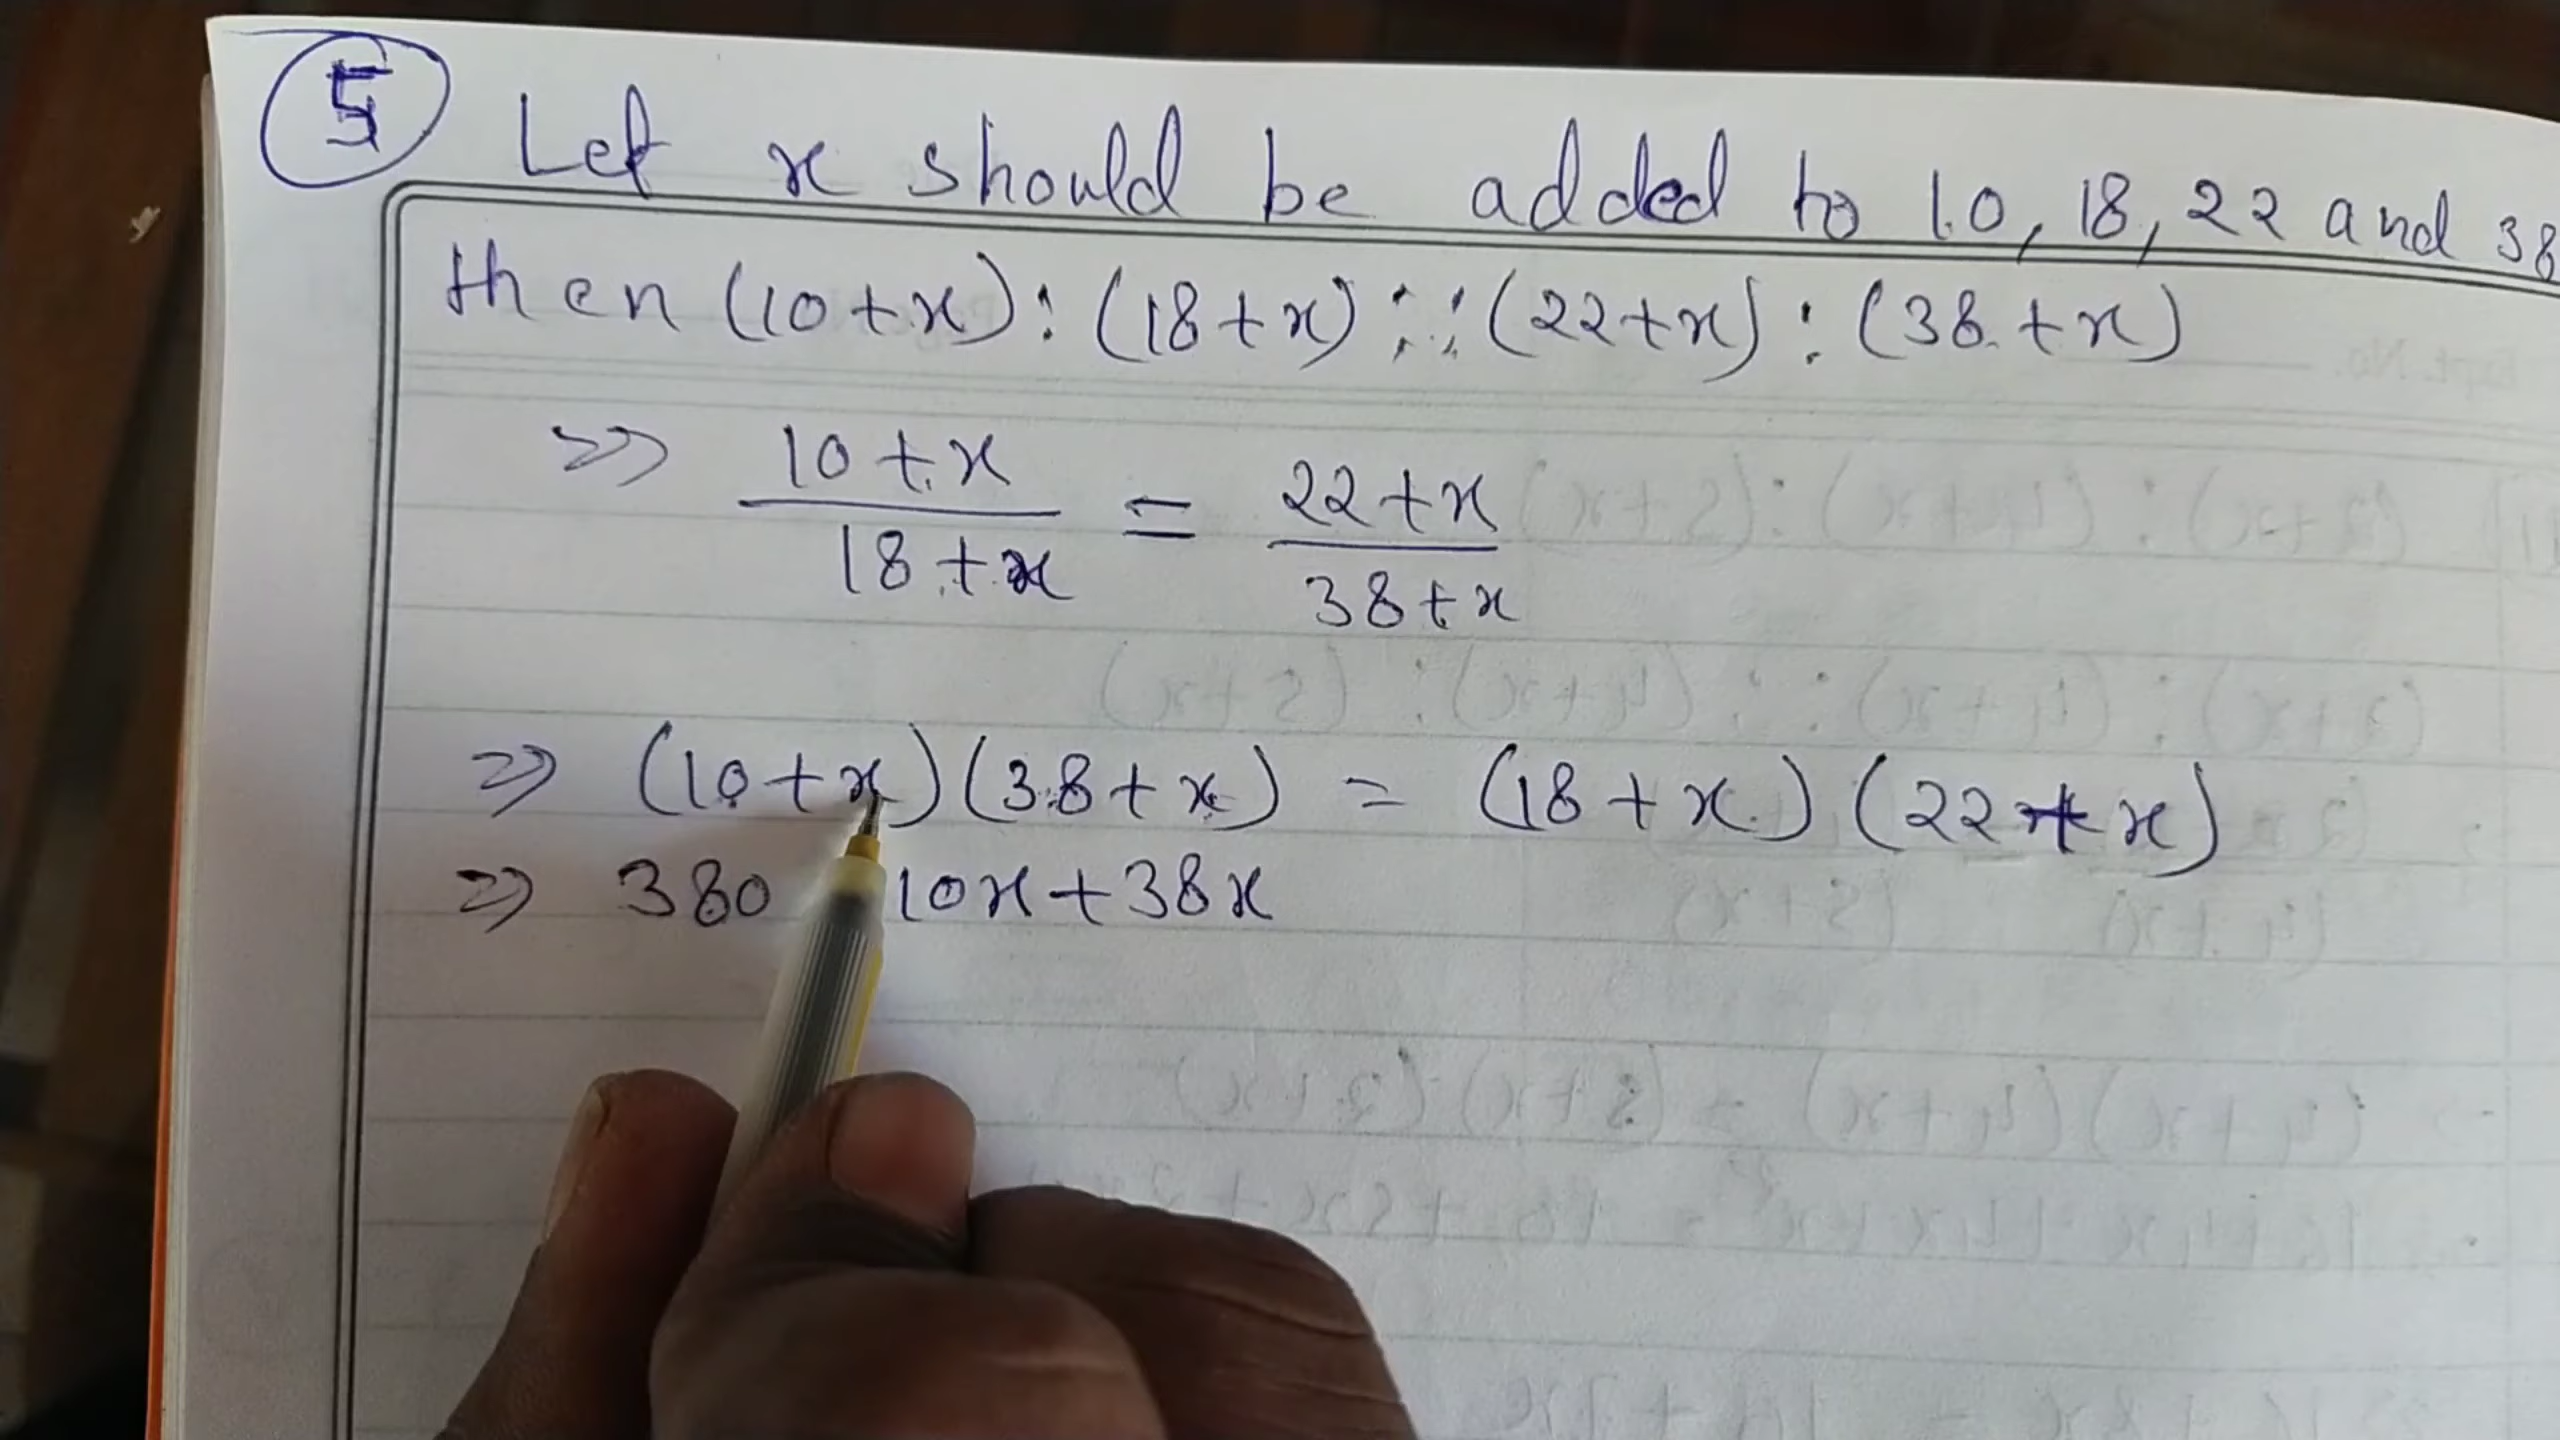 5 Let x should be added to 10, 18, 22 and 38
then (10+x) : (18+x) :: (22+x) : (38+x)
⇒ 10+x / 18+x = 22+x / 38+x
⇒ (10+x)(38+x) = (18+x)(22+x)
⇒ 380 10x+38x